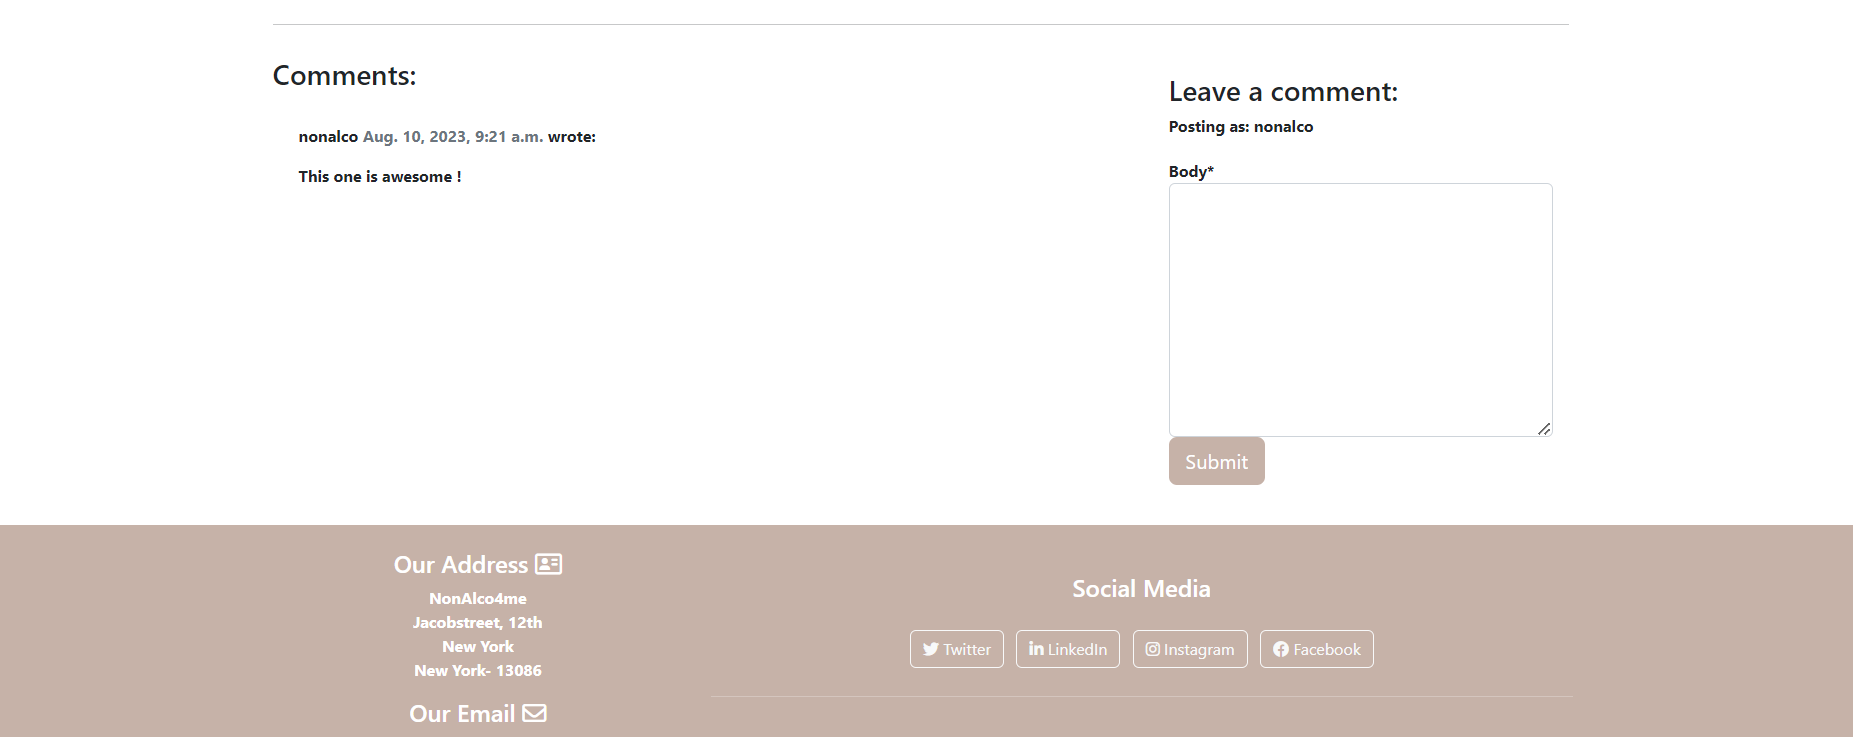 Comments:
nonalco Aug. 10, 2023, 9:21 a.m. wrote:
This one is awesome !
Leave a comment:
Posting as: nonalco
Body*
Submit
Our Address
NonAlco4me
Jacobstreet, 12th
New York
New York- 13086
Our Email
Social Media
Twitter
LinkedIn
Instagram
Facebook